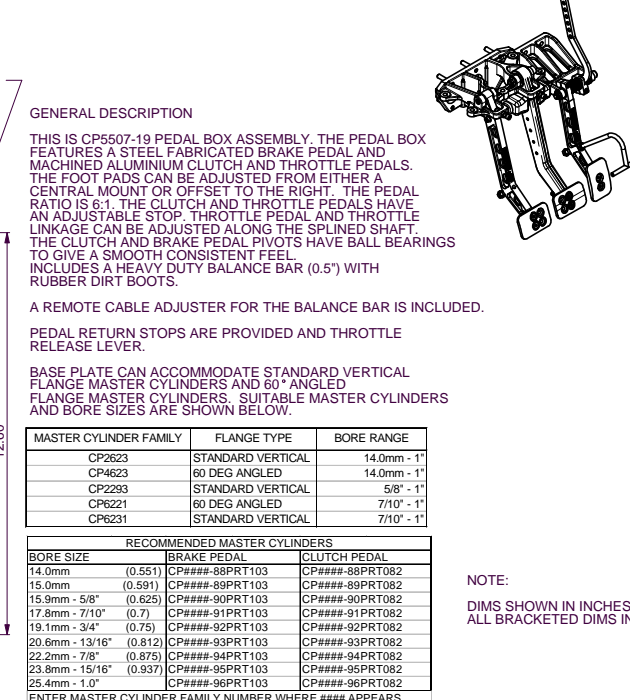 GENERAL DESCRIPTION
THIS IS CP5507-19 PEDAL BOX ASSEMBLY. THE PEDAL BOX
FEATURES A STEEL FABRICATED BRAKE PEDAL AND
MACHINED ALUMINIUM CLUTCH AND THROTTLE PEDALS.
THE FOOT PADS CAN BE ADJUSTED FROM EITHER A
CENTRAL MOUNT OR OFFSET TO THE RIGHT. THE PEDAL
RATIO IS 6:1. THE CLUTCH AND THROTTLE PEDALS HAVE
AN ADJUSTABLE STOP. THROTTLE PEDAL AND THROTTLE
LINKAGE CAN BE ADJUSTED ALONG THE SPLINED SHAFT.
THE CLUTCH AND BRAKE PEDAL PIVOTS HAVE BALL BEARINGS
TO GIVE A SMOOTH CONSISTENT FEEL.
INCLUDES A HEAVY DUTY BALANCE BAR (0.5") WITH
RUBBER DIRT BOOTS.
A REMOTE CABLE ADJUSTER FOR THE BALANCE BAR IS INCLUDED.
PEDAL RETURN STOPS ARE PROVIDED AND THROTTLE
RELEASE LEVER.
BASE PLATE CAN ACCOMMODATE STANDARD VERTICAL
FLANGE MASTER CYLINDERS AND 60° ANGLED
FLANGE MASTER CYLINDERS. SUITABLE MASTER CYLINDERS
AND BORE SIZES ARE SHOWN BELOW.
MASTER CYLINDER FAMILY FLANGE TYPE BORE RANGE
CP2623 STANDARD VERTICAL 14.0mm - 1"
CP4623 60 DEG ANGLED 14.0mm - 1"
CP2293 STANDARD VERTICAL 5/8" - 1"
CP6221 60 DEG ANGLED 7/10" - 1"
CP6231 STANDARD VERTICAL 7/10" - 1"
RECOMMENDED MASTER CYLINDERS
BORE SIZE BRAKE PEDAL CLUTCH PEDAL
14.0mm (0.551) CP####-88PRT103 CP####-88PRT082
15.0mm (0.591) CP####-89PRT103 CP####-89PRT082
15.9mm - 5/8" (0.625) CP####-90PRT103 CP####-90PRT082
17.8mm - 7/10" (0.7) CP####-91PRT103 CP####-91PRT082
19.1mm - 3/4" (0.75) CP####-92PRT103 CP####-92PRT082
20.6mm - 13/16" (0.812) CP####-93PRT103 CP####-93PRT082
22.2mm - 7/8" (0.875) CP####-94PRT103 CP####-94PRT082
23.8mm - 15/16" (0.937) CP####-95PRT103 CP####-95PRT082
25.4mm - 1.0" CP####-96PRT103 CP####-96PRT082
ENTER MASTER CYLINDER FAMILY NUMBER WHERE #### APPEARS
NOTE:
DIMS SHOWN IN INCHES
ALL BRACKETED DIMS IN